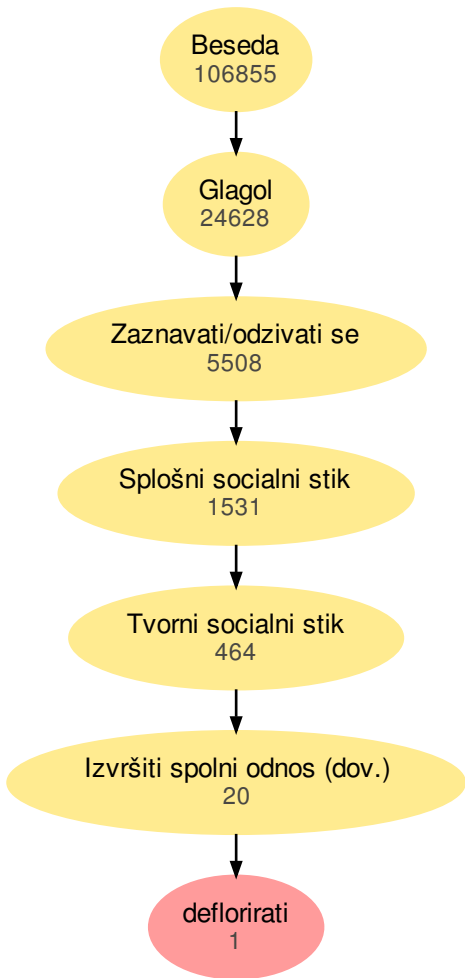 Beseda
106855
Glagol
24628
Zaznavati/odzivati se
5508
Splošni socialni stik
1531
Tvorni socialni stik
464
Izvršiti spolni odnos (dov.)
20
deflorirati
1